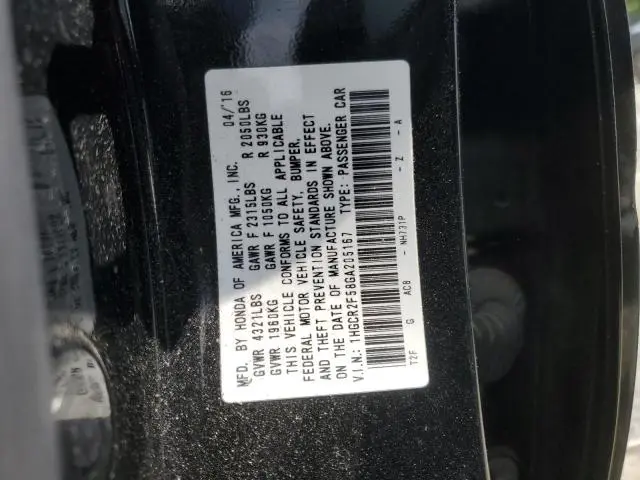 MFD. BY HONDA OF AMERICA MFG., INC. 04/'16
GVWR 4321LBS GAWR F 2315LBS R 2050LBS
GVWR 1960KG GAWR F 1050KG R 930KG
THIS VEHICLE CONFORMS TO ALL APPLICABLE
FEDERAL MOTOR VEHICLE SAFETY, BUMPER,
AND THEFT PREVENTION STANDARDS IN EFFECT
ON THE DATE OF MANUFACTURE SHOWN ABOVE.
V.I.N.: 1HGCR2F58GA205167 TYPE: PASSENGER CAR
T2F G AC8 - NH731P - Z - A